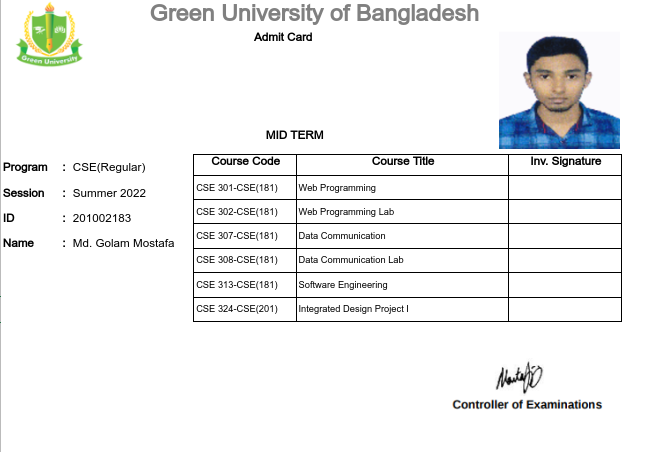 Green University of Bangladesh
Green University
Admit Card
MID TERM
Program : CSE(Regular)
Session : Summer 2022
ID : 201002183
Name : Md. Golam Mostafa
Course Code Course Title Inv. Signature
CSE 301-CSE(181) Web Programming
CSE 302-CSE(181) Web Programming Lab
CSE 307-CSE(181) Data Communication
CSE 308-CSE(181) Data Communication Lab
CSE 313-CSE(181) Software Engineering
CSE 324-CSE(201) Integrated Design Project I
Controller of Examinations